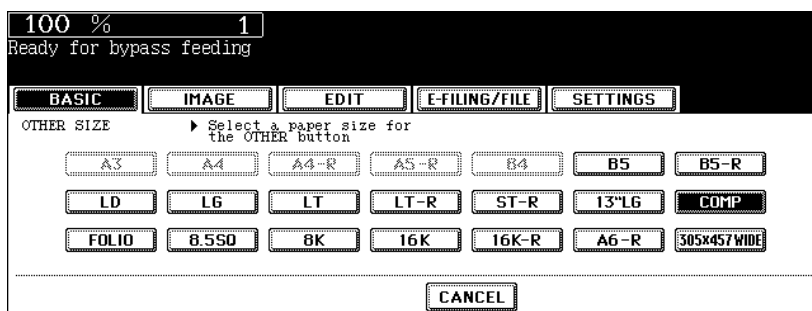 100 % 1
Ready for bypass feeding
BASIC IMAGE EDIT E-FILING/FILE SETTINGS
OTHER SIZE ▶ Select a paper size for
the OTHER button
A3 A4 A4-R A5-R B4 B5 B5-R
LD LG LT LT-R ST-R 13"LG COMP
FOLIO 8.5SQ 8K 16K 16K-R A6-R 305x457 WIDE
CANCEL